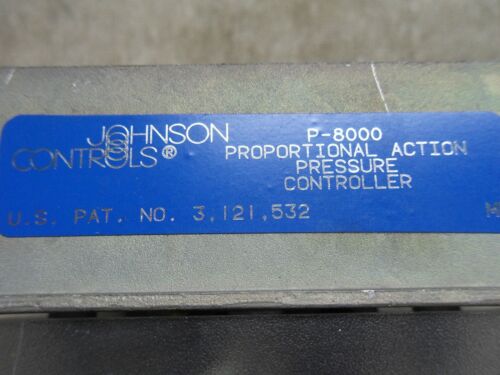 JOHNSON
CONTROLS®
P-8000
PROPORTIONAL ACTION
PRESSURE
CONTROLLER
U.S. PAT. NO. 3,121,532